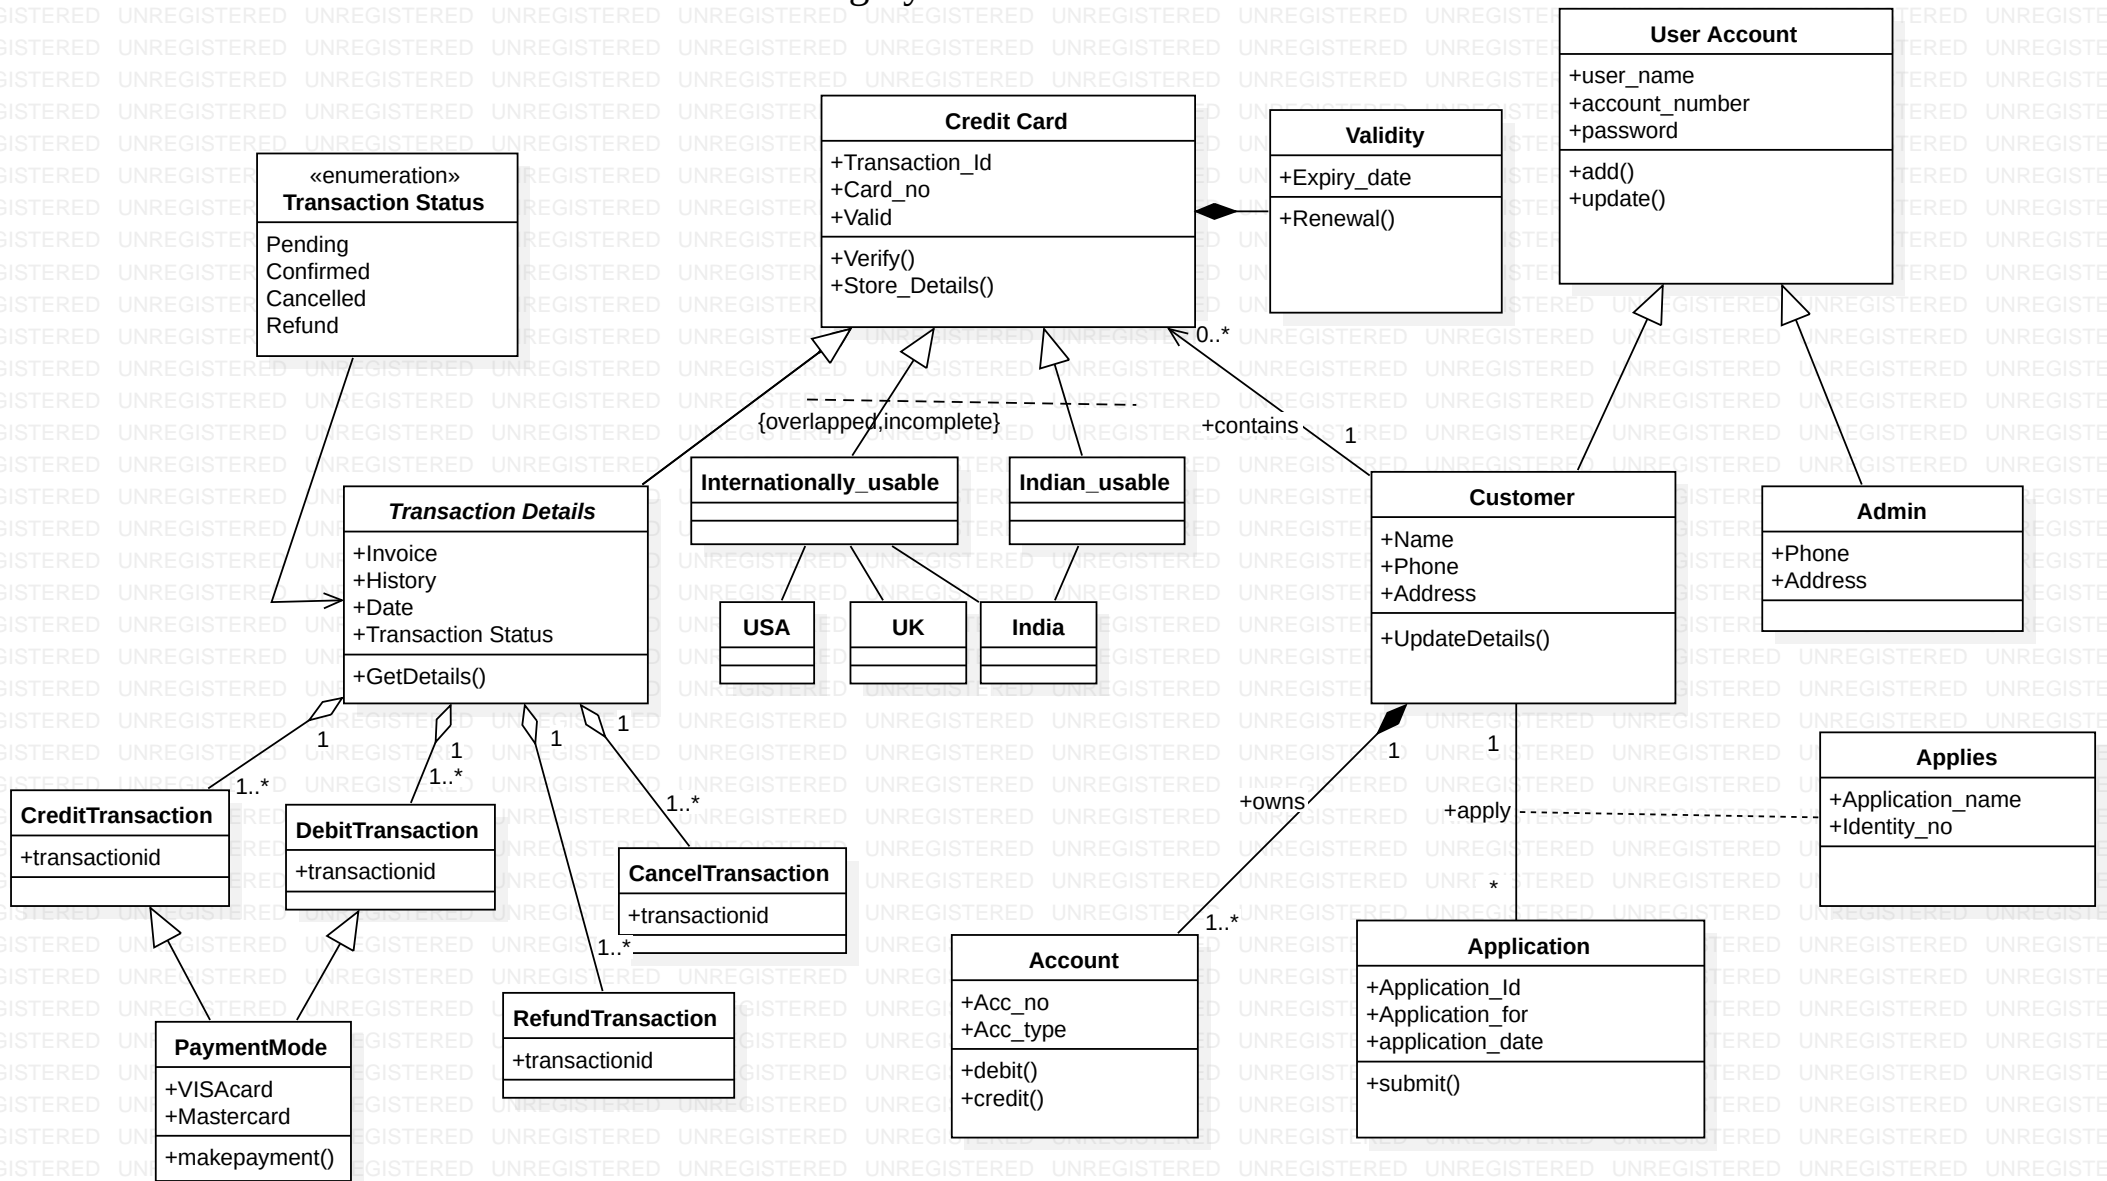 User Account
+user_name
+account_number
+password
+add()
+update()
Credit Card
+Transaction_Id
+Card_no
+Valid
+Verify()
+Store_Details()
Validity
+Expiry_date
+Renewal()
«enumeration»
Transaction Status
Pending
Confirmed
Cancelled
Refund
0..*
{overlapped,incomplete}
+contains
1
Internationally_usable
Indian_usable
Transaction Details
+Invoice
+History
+Date
+Transaction Status
+GetDetails()
USA
UK
India
Customer
+Name
+Phone
+Address
+UpdateDetails()
Admin
+Phone
+Address
1
1..*
1
1..*
1
1..*
1
1..*
CreditTransaction
+transactionid
DebitTransaction
+transactionid
CancelTransaction
+transactionid
RefundTransaction
+transactionid
PaymentMode
+VISAcard
+Mastercard
+makepayment()
1
+owns
1..*
1
+apply
*
Applies
+Application_name
+Identity_no
Account
+Acc_no
+Acc_type
+debit()
+credit()
Application
+Application_Id
+Application_for
+application_date
+submit()
UNREGISTERED